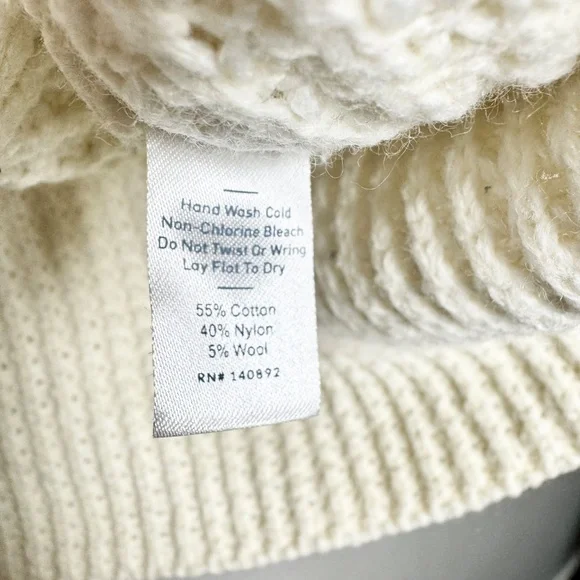 Hand Wash Cold
Non-Chlorine Bleach
Do Not Twist Or Wring
Lay Flat To Dry
55% Cotton
40% Nylon
5% Wool
RN# 140892